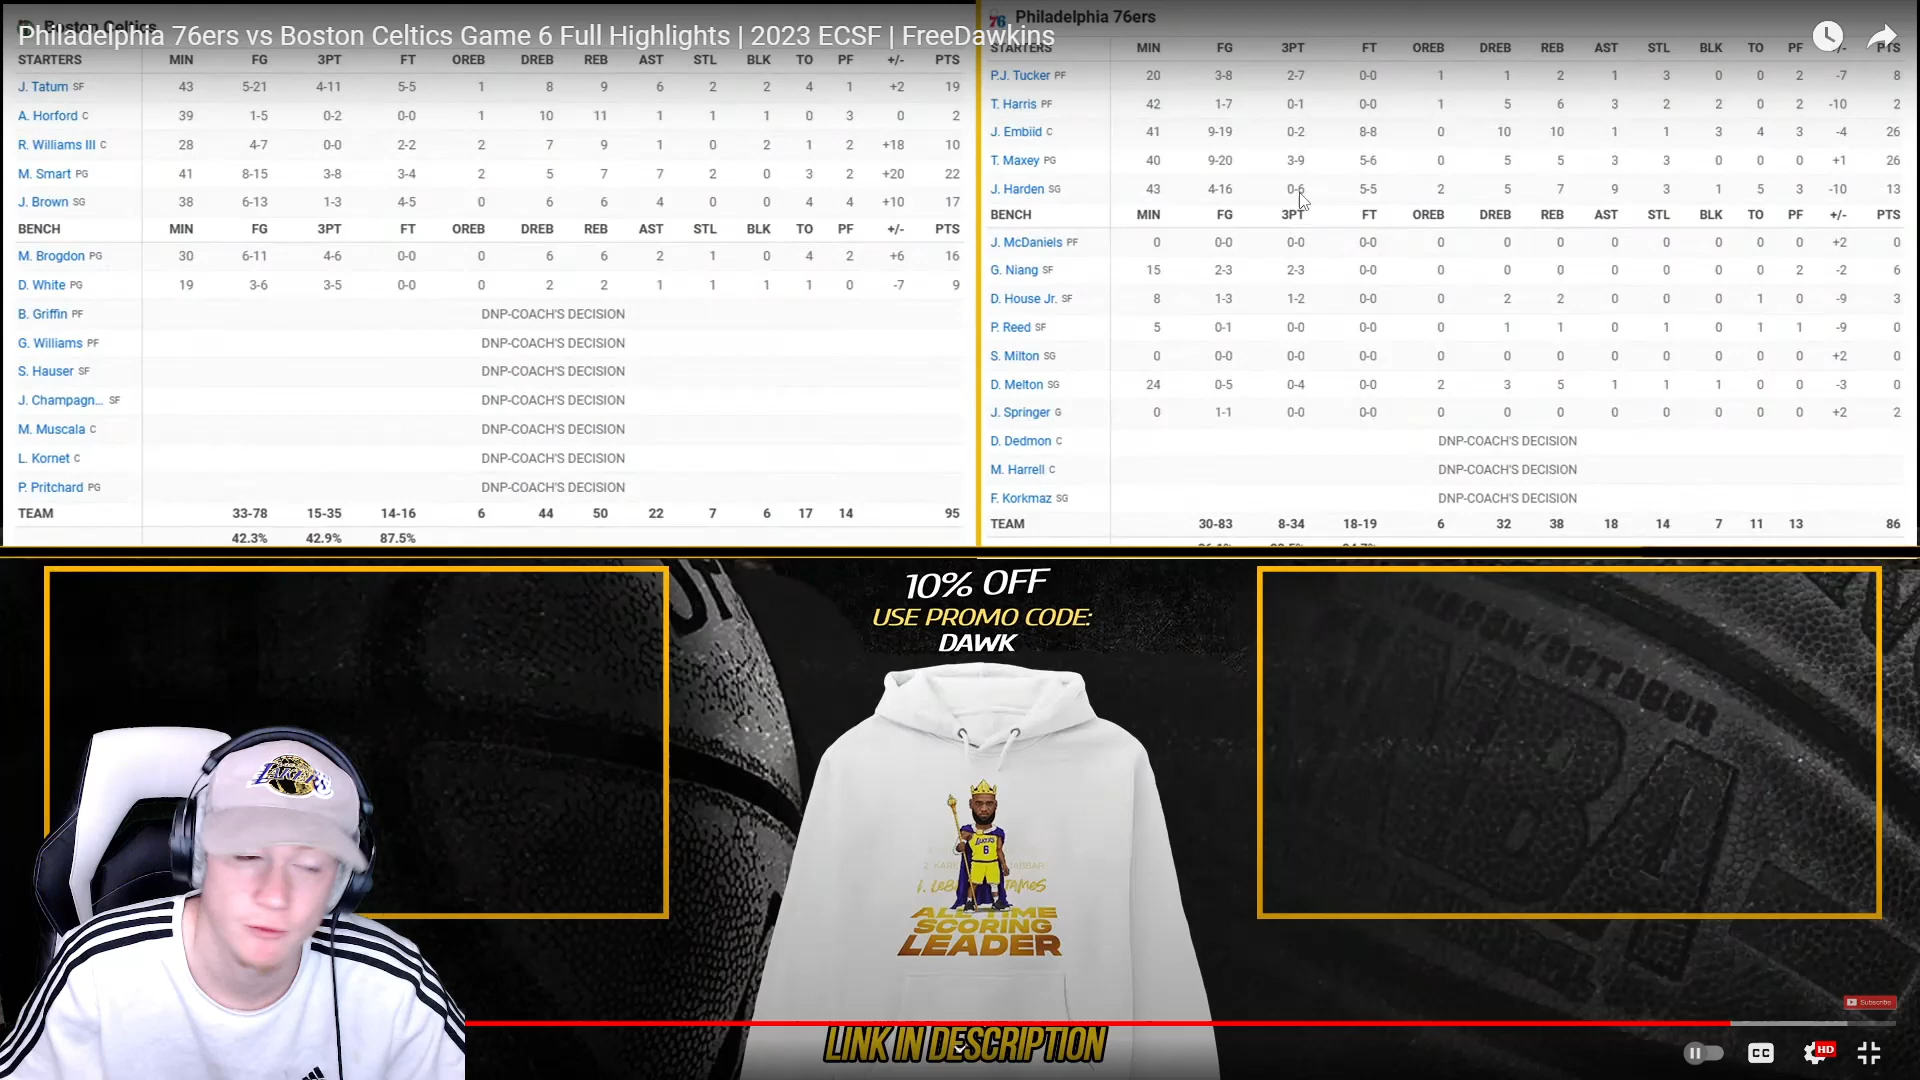 Boston Celtics
Philadelphia 76ers vs Boston Celtics Game 6 Full Highlights | 2023 ECSF | FreeDawkins
STARTERS MIN FG 3PT FT OREB DREB REB AST STL BLK TO PF +/- PTS
J. Tatum SF 43 5-21 4-11 5-5 1 8 9 6 2 2 4 1 +2 19
A. Horford C 39 1-5 0-2 0-0 1 10 11 1 1 1 0 3 0 2
R. Williams III C 28 4-7 0-0 2-2 2 7 9 1 0 2 1 2 +18 10
M. Smart PG 41 8-15 3-8 3-4 2 5 7 7 2 0 3 2 +20 22
J. Brown SG 38 6-13 1-3 4-5 0 6 6 4 0 0 4 4 +10 17
BENCH MIN FG 3PT FT OREB DREB REB AST STL BLK TO PF +/- PTS
M. Brogdon PG 30 6-11 4-6 0-0 0 6 6 2 1 0 4 2 +6 16
D. White PG 19 3-6 3-5 0-0 0 2 2 1 1 1 1 0 -7 9
B. Griffin PF DNP-COACH'S DECISION
G. Williams PF DNP-COACH'S DECISION
S. Hauser SF DNP-COACH'S DECISION
J. Champagn... SF DNP-COACH'S DECISION
M. Muscala C DNP-COACH'S DECISION
L. Kornet C DNP-COACH'S DECISION
P. Pritchard PG DNP-COACH'S DECISION
TEAM 33-78 15-35 14-16 6 44 50 22 7 6 17 14 95
42.3% 42.9% 87.5%
76 Philadelphia 76ers
STARTERS MIN FG 3PT FT OREB DREB REB AST STL BLK TO PF +/- PTS
P.J. Tucker PF 20 3-8 2-7 0-0 1 1 2 1 3 0 0 2 -7 8
T. Harris PF 42 1-7 0-1 0-0 1 5 6 3 2 2 0 2 -10 2
J. Embiid C 41 9-19 0-2 8-8 0 10 10 1 1 3 4 3 -4 26
T. Maxey PG 40 9-20 3-9 5-6 0 5 5 3 3 0 0 0 +1 26
J. Harden SG 43 4-16 0-6 5-5 2 5 7 9 3 1 5 3 -10 13
BENCH MIN FG 3PT FT OREB DREB REB AST STL BLK TO PF +/- PTS
J. McDaniels PF 0 0-0 0-0 0-0 0 0 0 0 0 0 0 0 +2 0
G. Niang SF 15 2-3 2-3 0-0 0 0 0 0 0 0 0 2 -2 6
D. House Jr. SF 8 1-3 1-2 0-0 0 2 2 0 0 0 1 0 -9 3
P. Reed SF 5 0-1 0-0 0-0 0 1 1 0 1 0 1 1 -9 0
S. Milton SG 0 0-0 0-0 0-0 0 0 0 0 0 0 0 0 +2 0
D. Melton SG 24 0-5 0-4 0-0 2 3 5 1 1 1 0 0 -3 0
J. Springer G 0 1-1 0-0 0-0 0 0 0 0 0 0 0 0 +2 2
D. Dedmon C DNP-COACH'S DECISION
M. Harrell C DNP-COACH'S DECISION
F. Korkmaz SG DNP-COACH'S DECISION
TEAM 30-83 8-34 18-19 6 32 38 18 14 7 11 13 86
10% OFF
USE PROMO CODE:
DAWK
LAKERS
LAKERS
6
ALL TIME
SCORING
LEADER
LINK IN DESCRIPTION
Subscribe
CC
HD